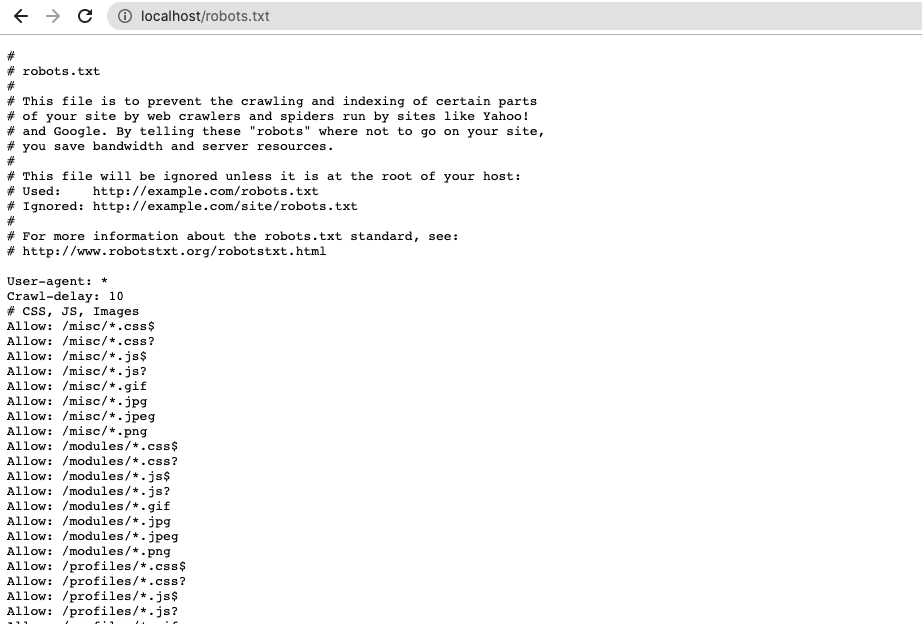 localhost/robots.txt
#
# robots.txt
#
# This file is to prevent the crawling and indexing of certain parts
# of your site by web crawlers and spiders run by sites like Yahoo!
# and Google. By telling these "robots" where not to go on your site,
# you save bandwidth and server resources.
#
# This file will be ignored unless it is at the root of your host:
# Used:    http://example.com/robots.txt
# Ignored: http://example.com/site/robots.txt
#
# For more information about the robots.txt standard, see:
# http://www.robotstxt.org/robotstxt.html
User-agent: *
Crawl-delay: 10
# CSS, JS, Images
Allow: /misc/*.css$
Allow: /misc/*.css?
Allow: /misc/*.js$
Allow: /misc/*.js?
Allow: /misc/*.gif
Allow: /misc/*.jpg
Allow: /misc/*.jpeg
Allow: /misc/*.png
Allow: /modules/*.css$
Allow: /modules/*.css?
Allow: /modules/*.js$
Allow: /modules/*.js?
Allow: /modules/*.gif
Allow: /modules/*.jpg
Allow: /modules/*.jpeg
Allow: /modules/*.png
Allow: /profiles/*.css$
Allow: /profiles/*.css?
Allow: /profiles/*.js$
Allow: /profiles/*.js?